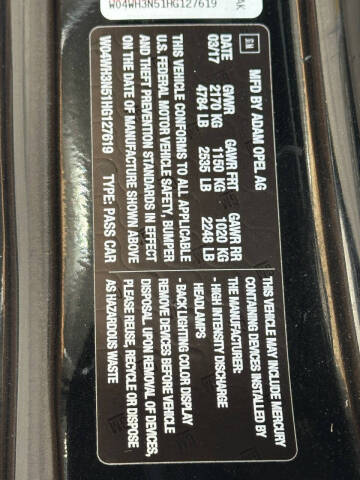 W04WH3N51HG127619
GM
MFD BY ADAM OPEL AG
DATE GVWR GAWR FRT GAWR RR
03/17 2170 KG 1150 KG 1020 KG
4784 LB 2535 LB 2248 LB
THIS VEHICLE CONFORMS TO ALL APPLICABLE
U.S. FEDERAL MOTOR VEHICLE SAFETY, BUMPER
AND THEFT PREVENTION STANDARDS IN EFFECT
ON THE DATE OF MANUFACTURE SHOWN ABOVE
W04WH3N51HG127619 TYPE: PASS CAR
THIS VEHICLE MAY INCLUDE MERCURY
CONTAINING DEVICES INSTALLED BY
THE MANUFACTURER:
- HIGH INTENSITY DISCHARGE
HEADLAMPS
- BACK LIGHTING COLOR DISPLAY
REMOVE DEVICES BEFORE VEHICLE
DISPOSAL. UPON REMOVAL OF DEVICES,
PLEASE REUSE, RECYCLE OR DISPOSE
AS HAZARDOUS WASTE